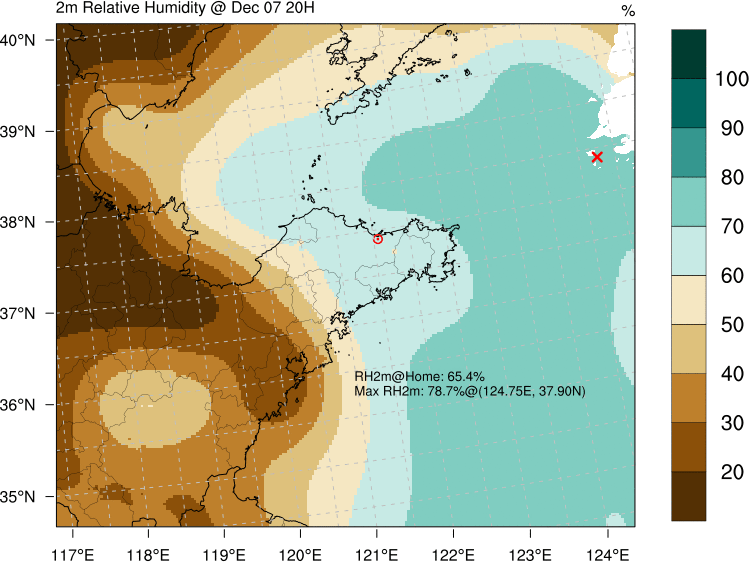 2m Relative Humidity @ Dec 07 20H
%
40°N
39°N
38°N
37°N
36°N
35°N
117°E 118°E 119°E 120°E 121°E 122°E 123°E 124°E
RH2m@Home: 65.4%
Max RH2m: 78.7%@(124.75E, 37.90N)
100
90
80
70
60
50
40
30
20